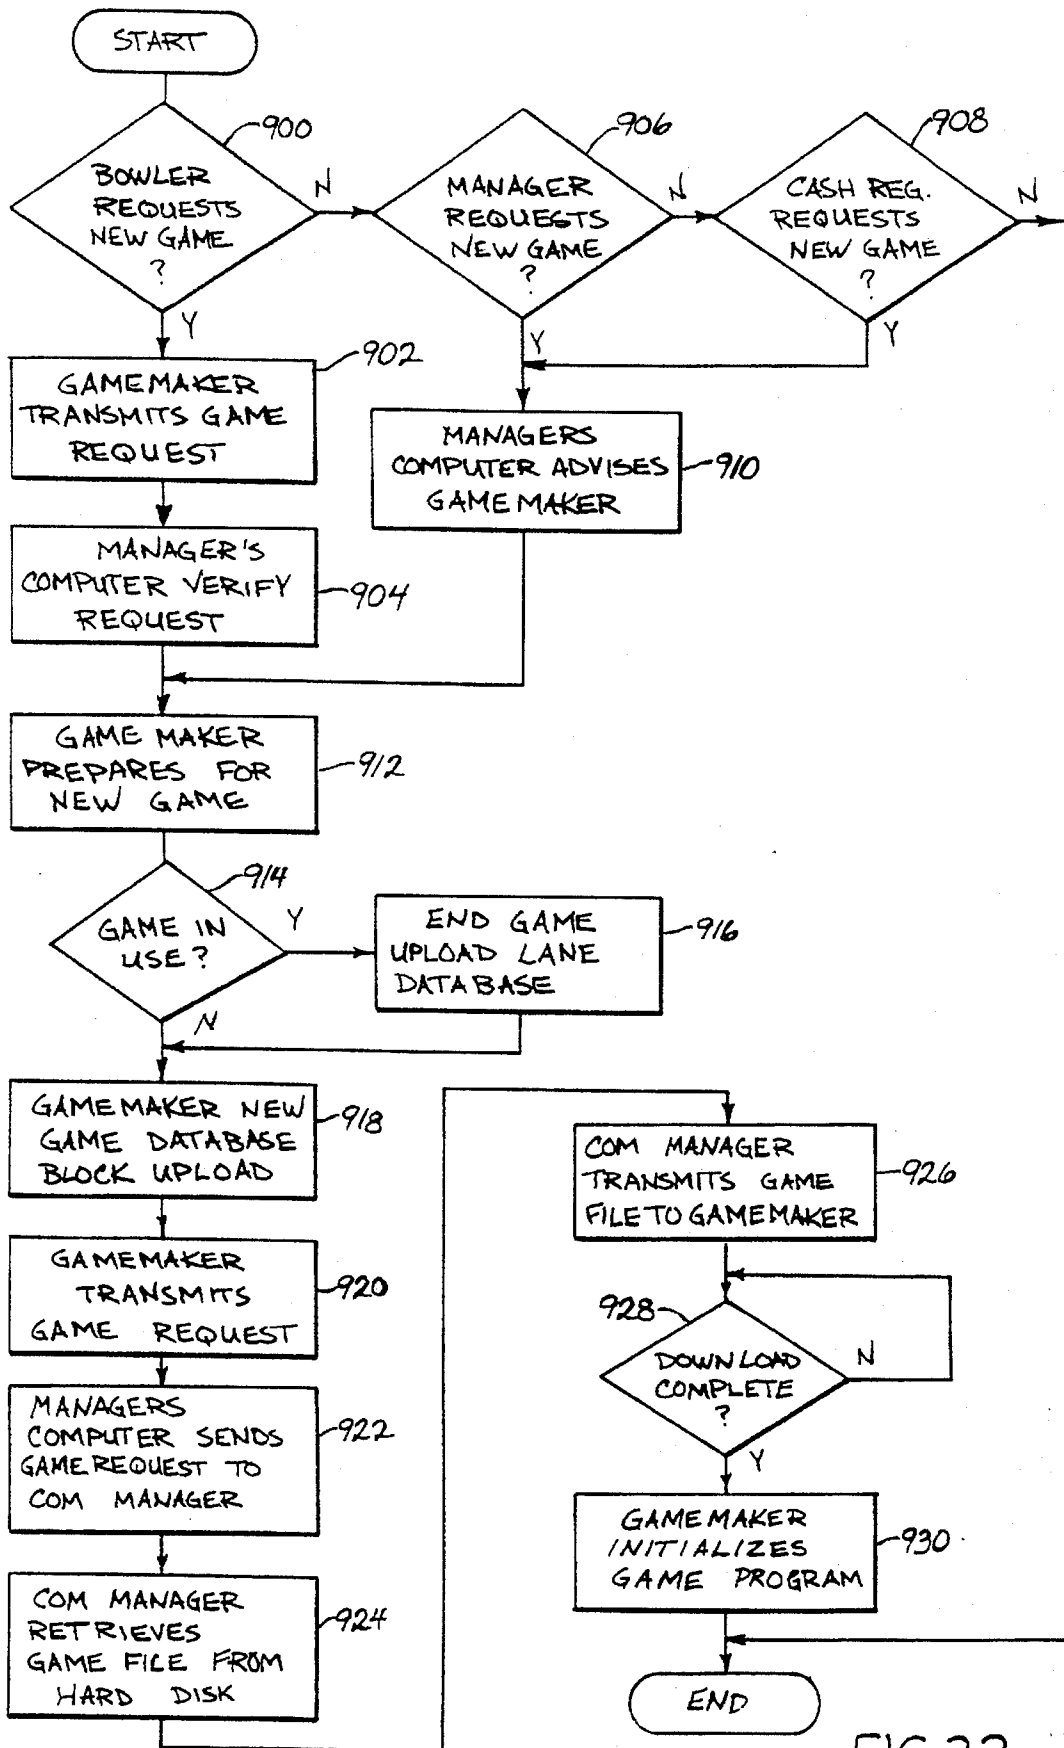 START
900
BOWLER
REQUESTS
NEW GAME
?
N
Y
906
MANAGER
REQUESTS
NEW GAME
?
N
Y
908
CASH REG.
REQUESTS
NEW GAME
?
N
Y
902
GAMEMAKER
TRANSMITS GAME
REQUEST
MANAGERS
COMPUTER ADVISES
GAMEMAKER
910
MANAGER'S
COMPUTER VERIFY
REQUEST
904
GAME MAKER
PREPARES FOR
NEW GAME
912
914
GAME IN
USE?
Y
N
END GAME
UPLOAD LANE
DATABASE
916
GAMEMAKER NEW
GAME DATABASE
BLOCK UPLOAD
918
GAMEMAKER
TRANSMITS
GAME REQUEST
920
MANAGERS
COMPUTER SENDS
GAME REQUEST TO
COM MANAGER
922
COM MANAGER
RETRIEVES
GAME FILE FROM
HARD DISK
924
COM MANAGER
TRANSMITS GAME
FILE TO GAMEMAKER
926
928
DOWNLOAD
COMPLETE
?
N
Y
GAMEMAKER
INITIALIZES
GAME PROGRAM
930
END